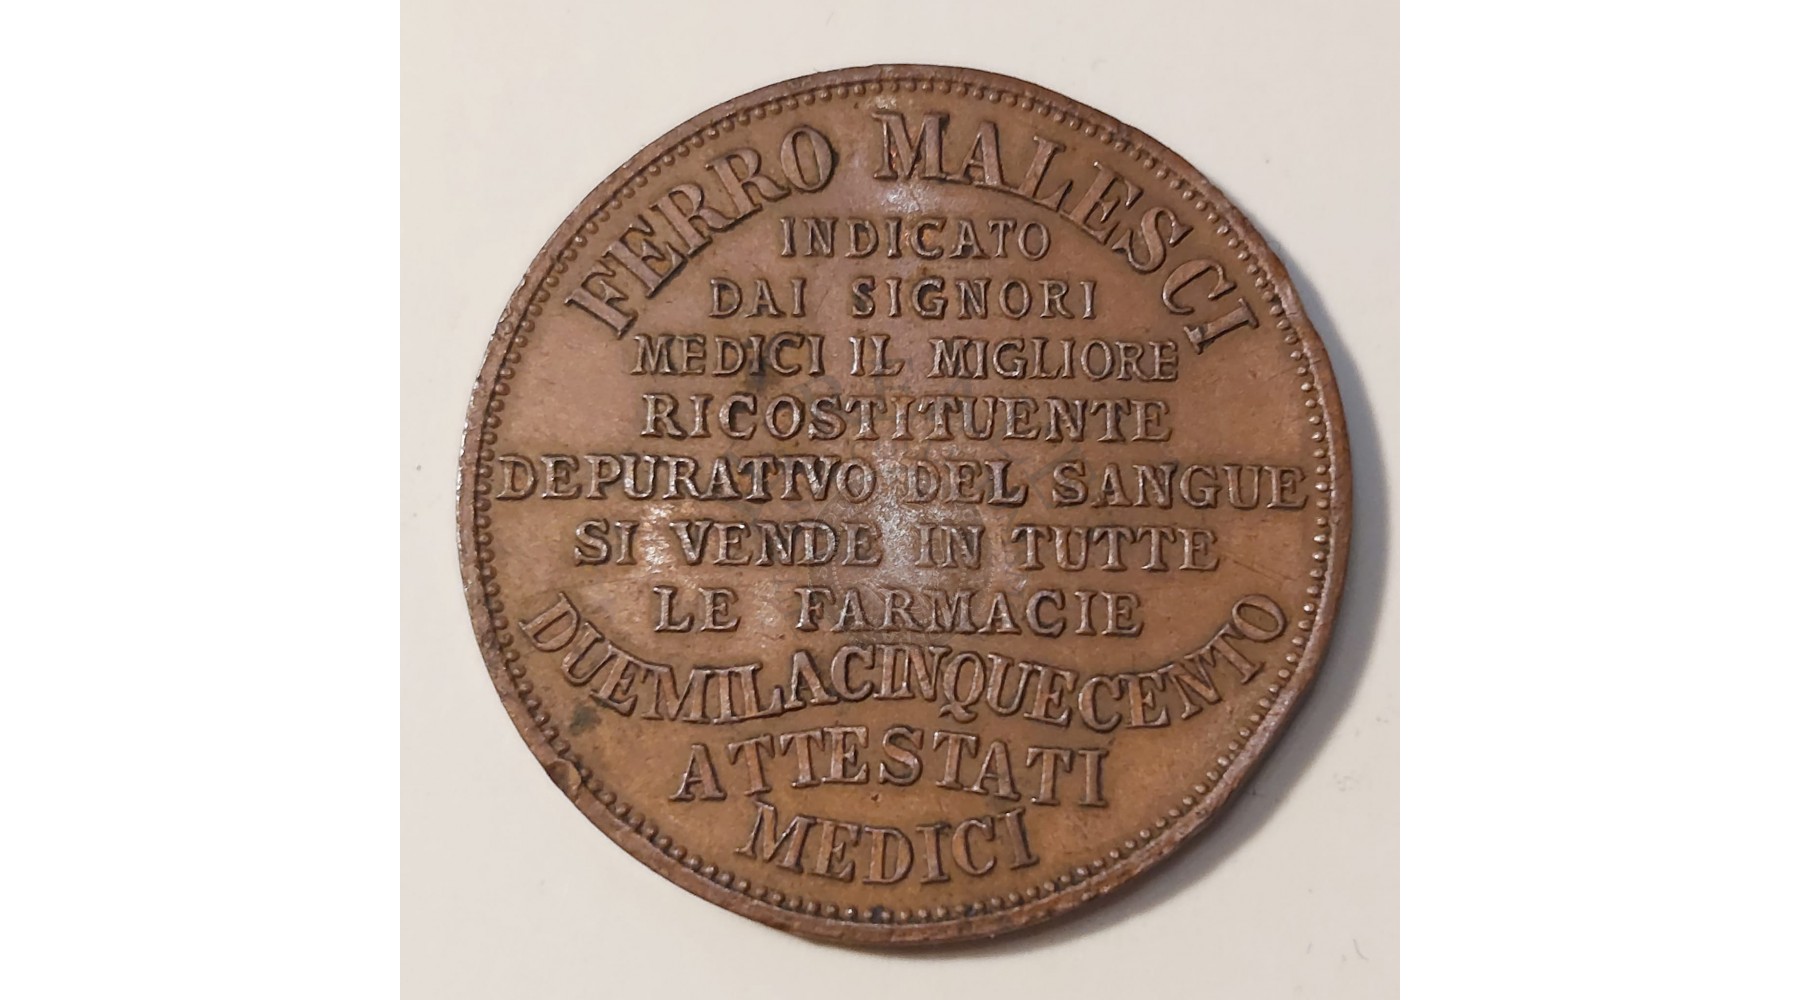 FERRO MALESCI
INDICATO
DAI SIGNORI
MEDICI IL MIGLIORE
RICOSTITUENTE
DEPURATIVO DEL SANGUE
SI VENDE IN TUTTE
LE FARMACIE
DUEMILACINQUECENTO
ATTESTATI
MEDICI